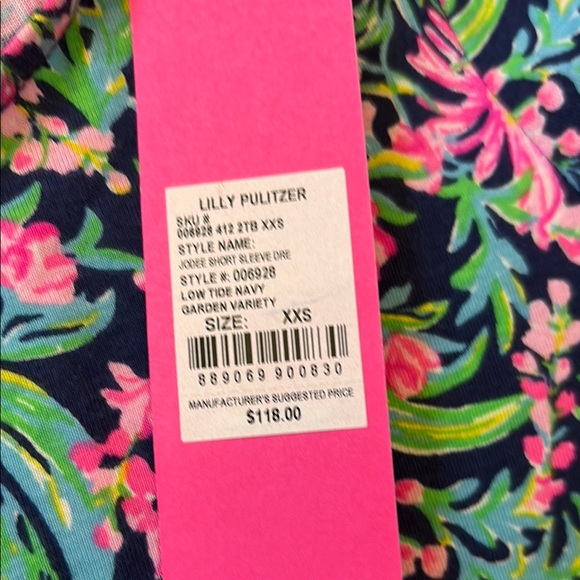 LILLY PULITZER
SKU #
006928 412 2TB XXS
STYLE NAME:
JODEE SHORT SLEEVE DRE
STYLE #: 006928
LOW TIDE NAVY
GARDEN VARIETY
SIZE: XXS
889069 900830
MANUFACTURER'S SUGGESTED PRICE
$118.00